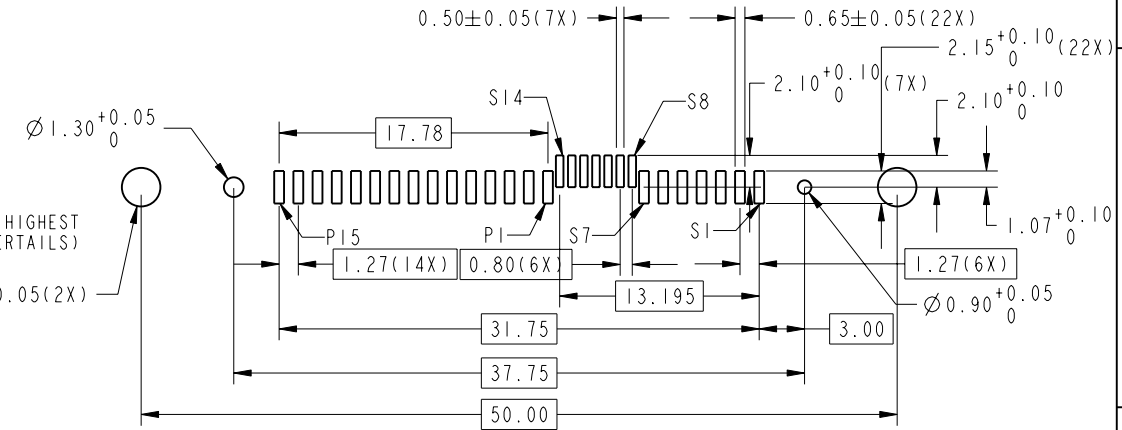 0.50±0.05(7X)
0.65±0.05(22X)
2.15 +0.10 0 (22X)
2.10 +0.10 0 (7X)
2.10 +0.10 0
S14
S8
Ø1.30 +0.05 0
17.78
HIGHEST
ERTAILS)
P15
P1
S7
S1
1.07 +0.10 0
1.27(14X)
0.80(6X)
1.27(6X)
0.05(2X)
13.195
Ø0.90 +0.05 0
31.75
3.00
37.75
50.00